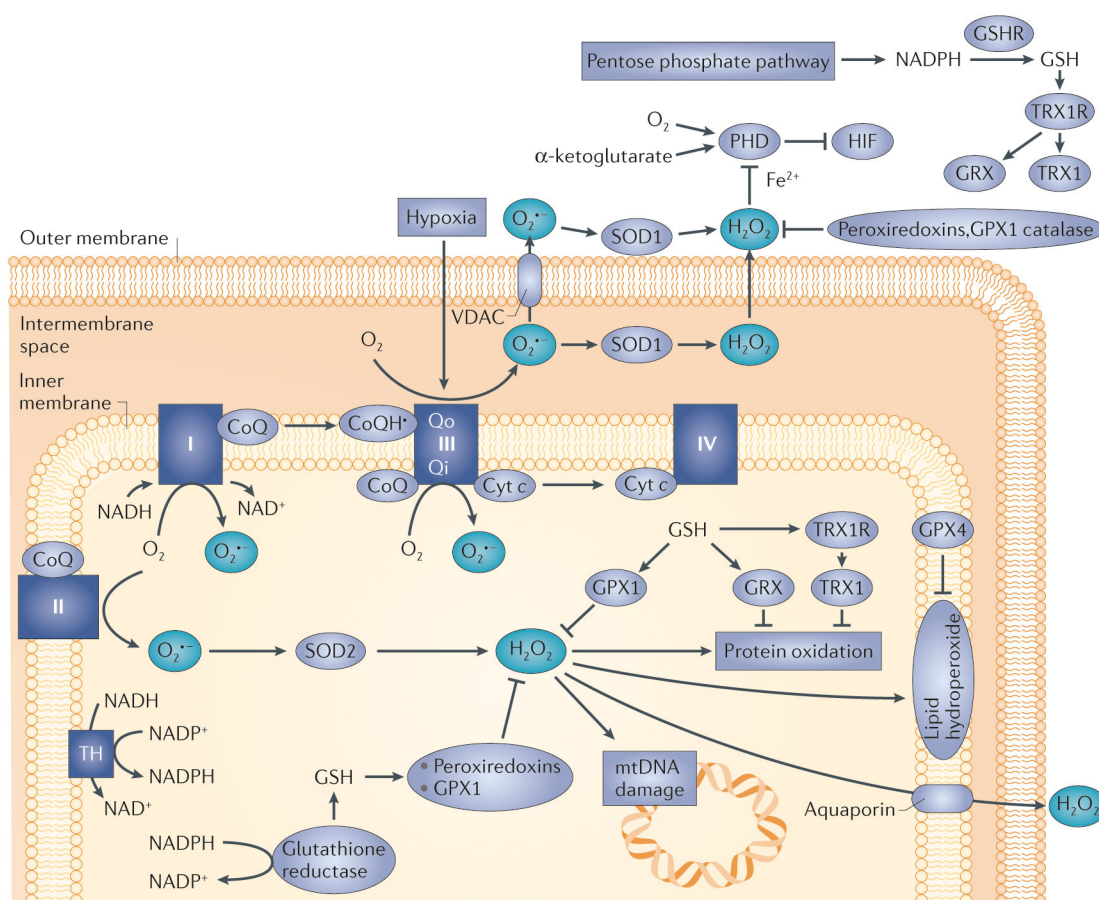 GSHR
Pentose phosphate pathway
NADPH
GSH
TRX1R
O₂
PHD
HIF
α-ketoglutarate
GRX
TRX1
Fe²⁺
Hypoxia
O₂•–
SOD1
H₂O₂
Peroxiredoxins,GPX1 catalase
Outer membrane
VDAC
Intermembrane
space
O₂
O₂•–
SOD1
H₂O₂
Inner
membrane
I
CoQ
CoQH•
Qo
III
Qi
IV
CoQ
Cyt c
Cyt c
NADH
NAD⁺
O₂
O₂•–
O₂
O₂•–
GSH
TRX1R
GPX4
CoQ
II
GPX1
GRX
TRX1
O₂•–
SOD2
H₂O₂
Protein oxidation
Lipid
hydroperoxide
NADH
TH
NADP⁺
NADPH
NAD⁺
GSH
• Peroxiredoxins
• GPX1
mtDNA
damage
Aquaporin
H₂O₂
NADPH
NADP⁺
Glutathione
reductase